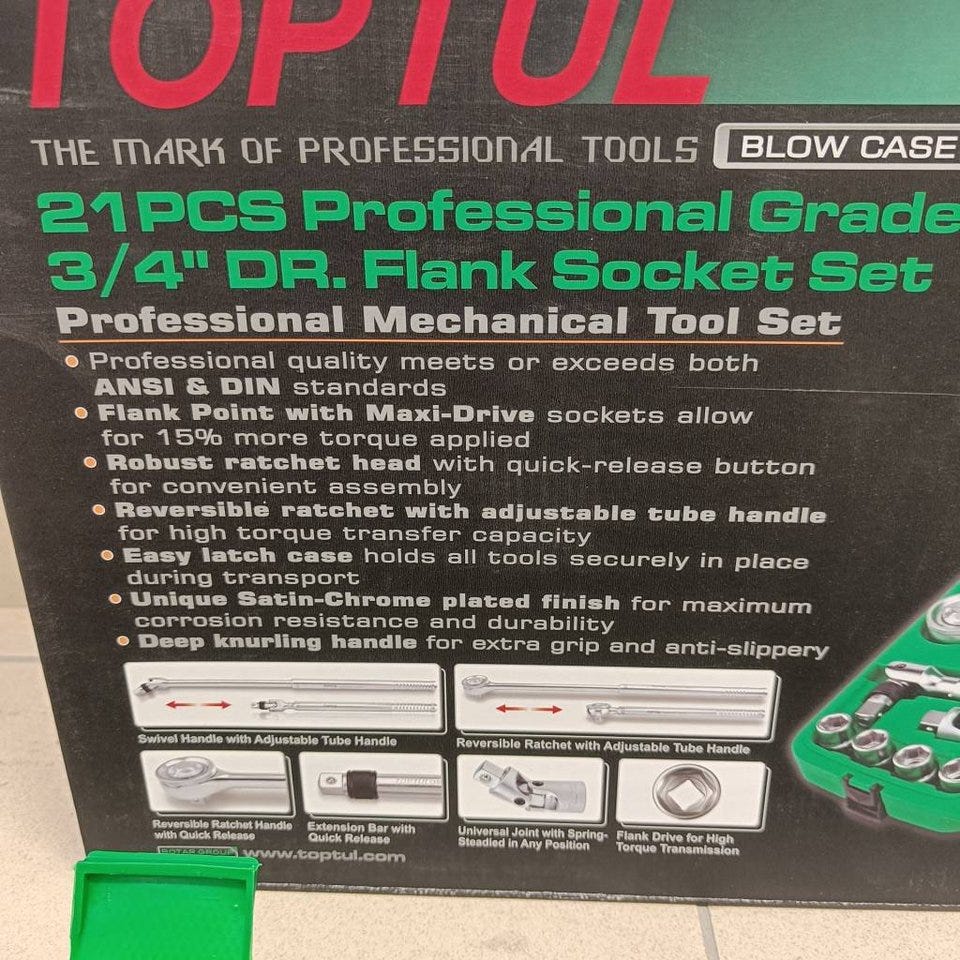 TOPTUL
THE MARK OF PROFESSIONAL TOOLS
BLOW CASE
21PCS Professional Grade
3/4" DR. Flank Socket Set
Professional Mechanical Tool Set
• Professional quality meets or exceeds both
ANSI & DIN standards
• Flank Point with Maxi-Drive sockets allow
for 15% more torque applied
• Robust ratchet head with quick-release button
for convenient assembly
• Reversible ratchet with adjustable tube handle
for high torque transfer capacity
• Easy latch case holds all tools securely in place
during transport
• Unique Satin-Chrome plated finish for maximum
corrosion resistance and durability
• Deep knurling handle for extra grip and anti-slippery
Swivel Handle with Adjustable Tube Handle
Reversible Ratchet with Adjustable Tube Handle
TOPTUL
Reversible Ratchet Handle
with Quick Release
Extension Bar with
Quick Release
Universal Joint with Spring-
Steadied in Any Position
Flank Drive for High
Torque Transmission
ROTAR GROUP
www.toptul.com